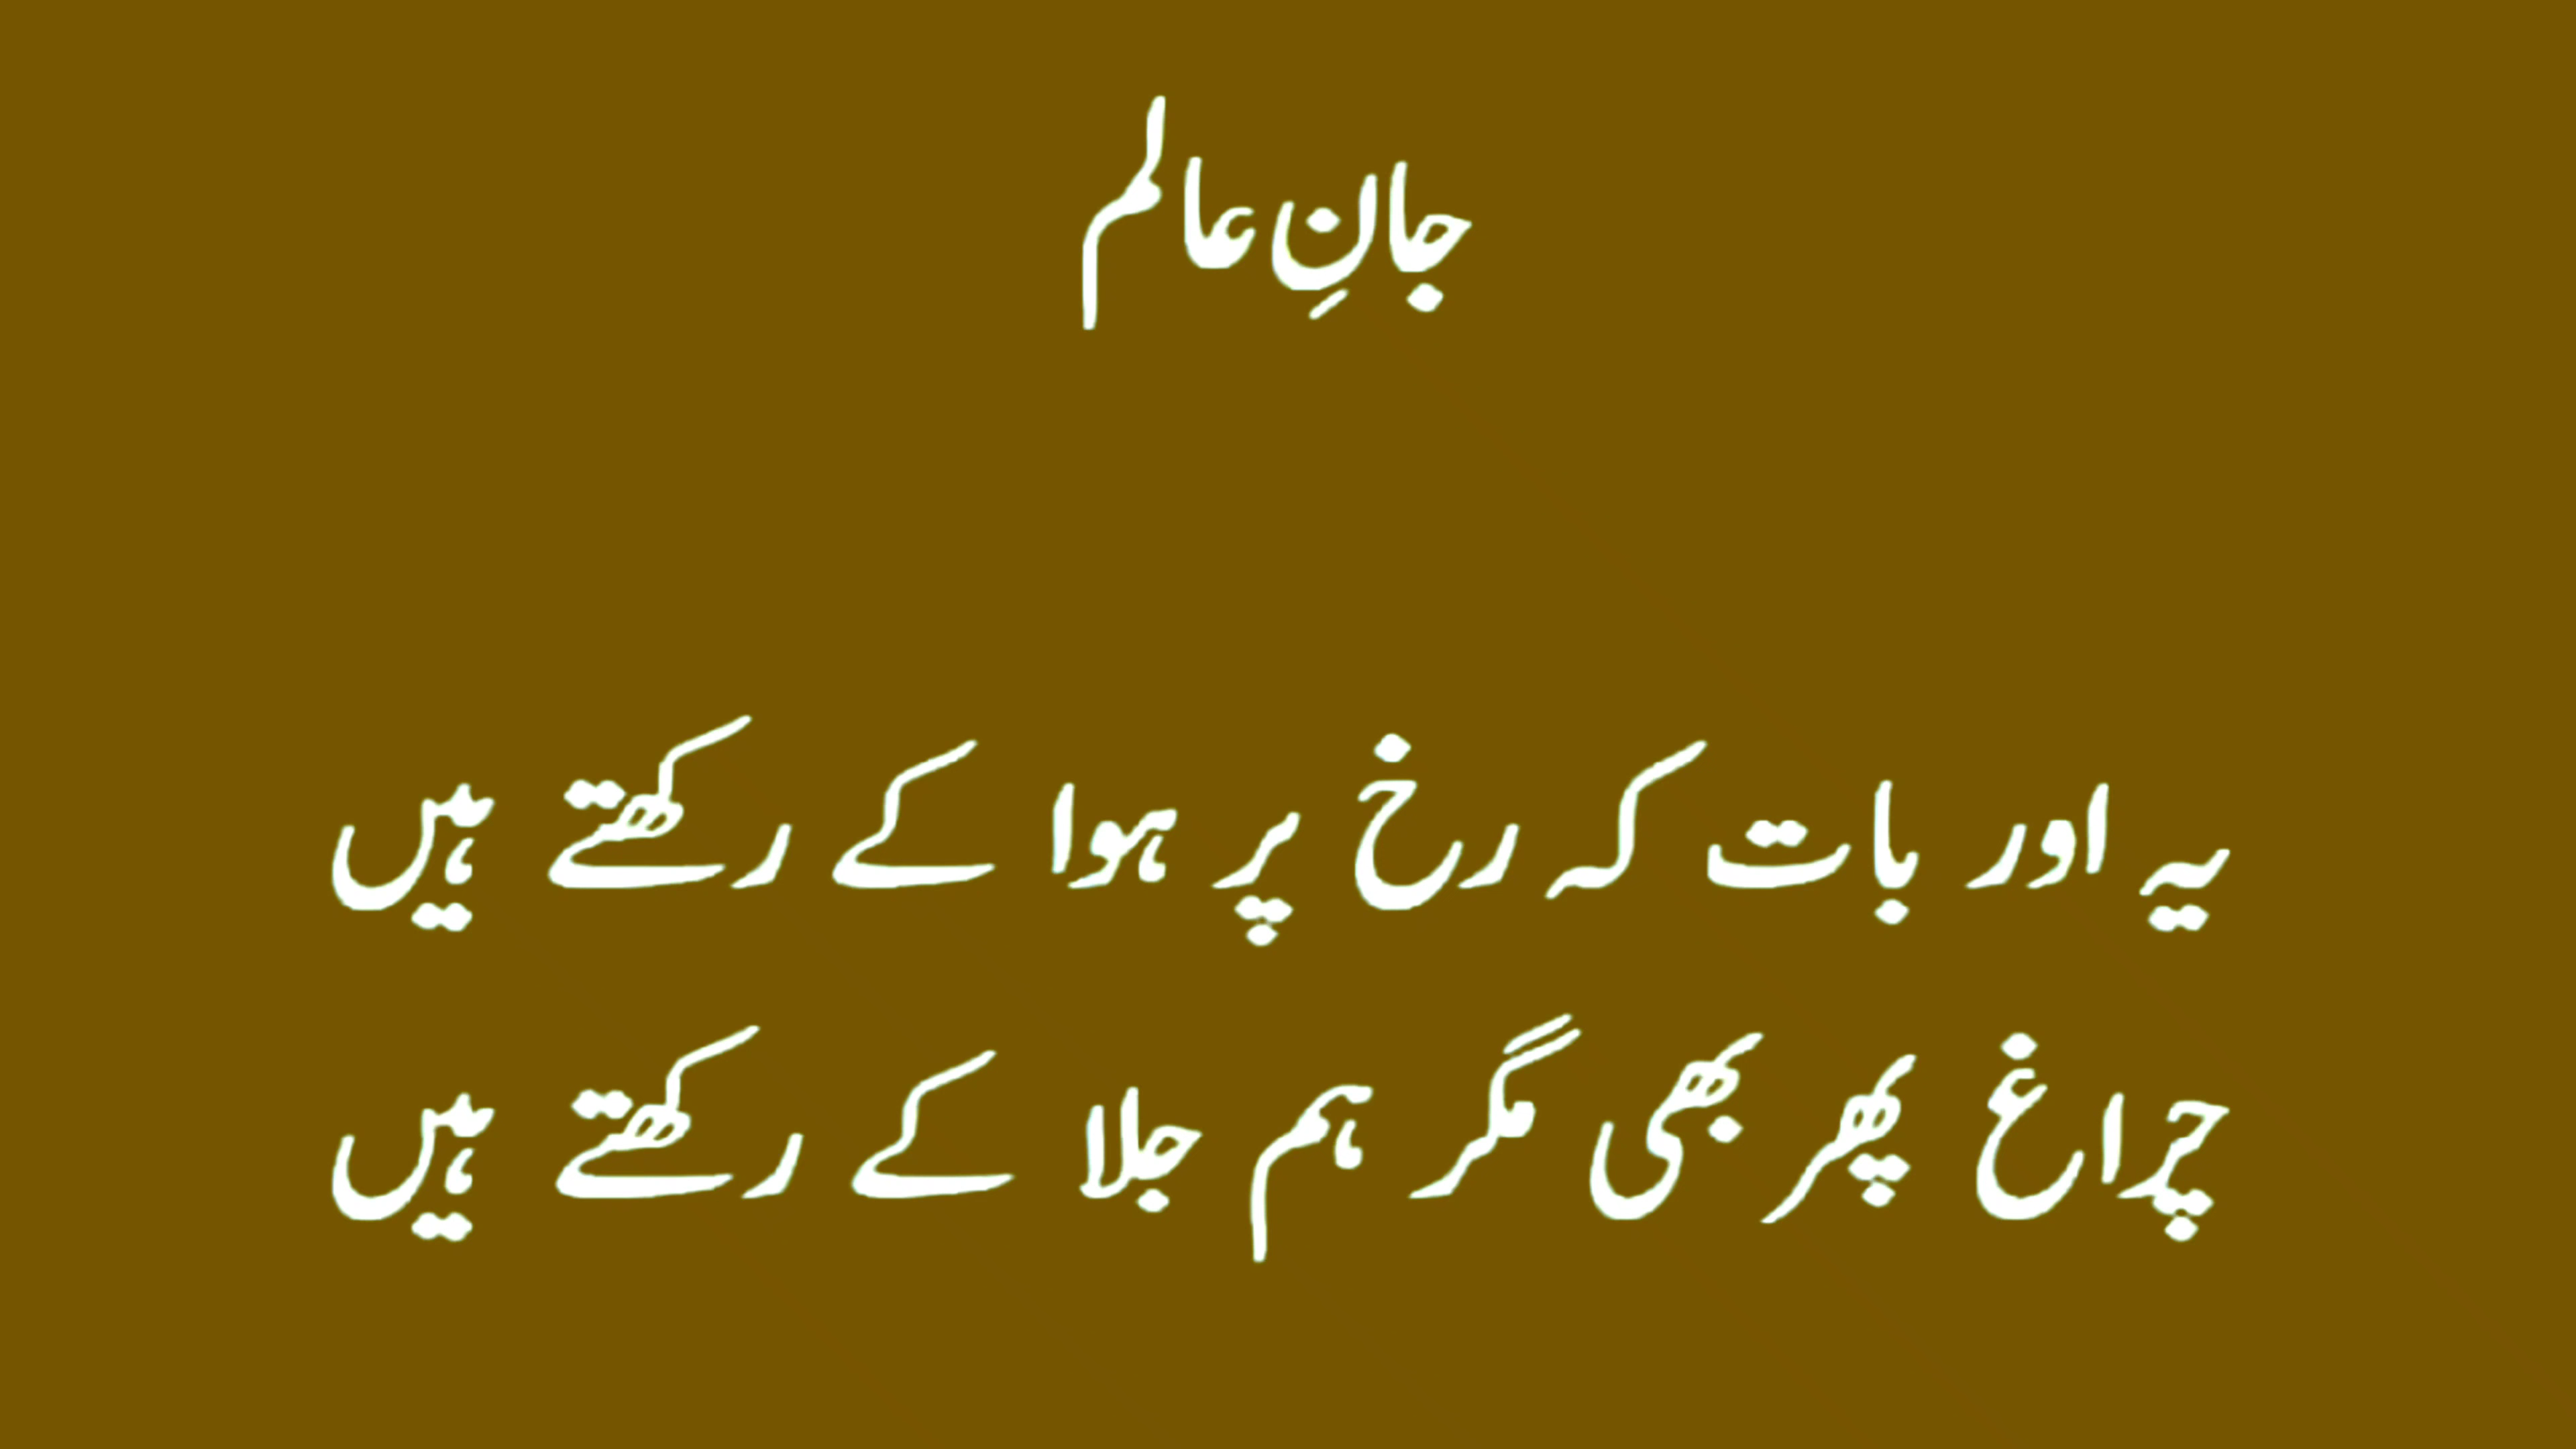 جانِ عالم
یہ اور بات کہ رخ پر ہوا کے رکھتے ہیں
چراغ پھر بھی مگر ہم جلا کے رکھتے ہیں